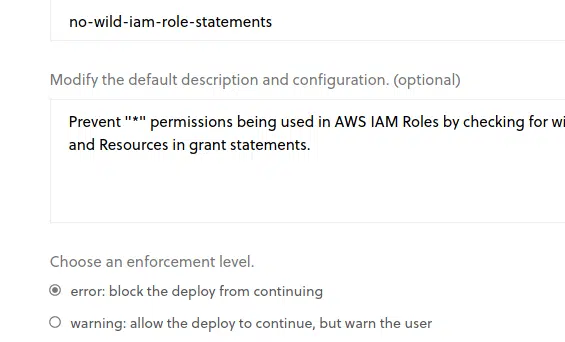 no-wild-iam-role-statements
Modify the default description and configuration. (optional)
Prevent "*" permissions being used in AWS IAM Roles by checking for wi
and Resources in grant statements.
Choose an enforcement level.
error: block the deploy from continuing
warning: allow the deploy to continue, but warn the user